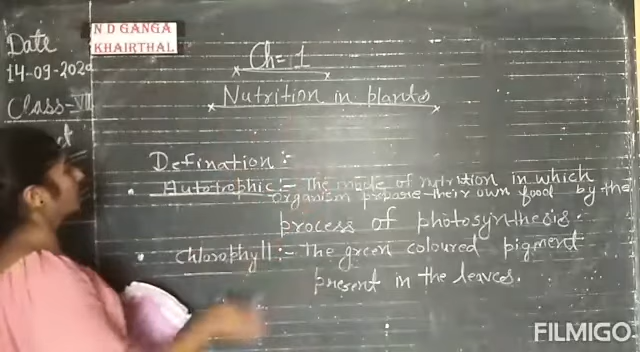 N D GANGA
KHAIRTHAL
Date
14-09-2020
Class-VII
Ch=1
Nutrition in plants
Defination:-
Autotrophic:- The mode of nutrition in which
organism prepare their own food by the
process of photosynthesis.
Chlorophyll:- The green coloured pigment
present in the leaves.
FILMIGO